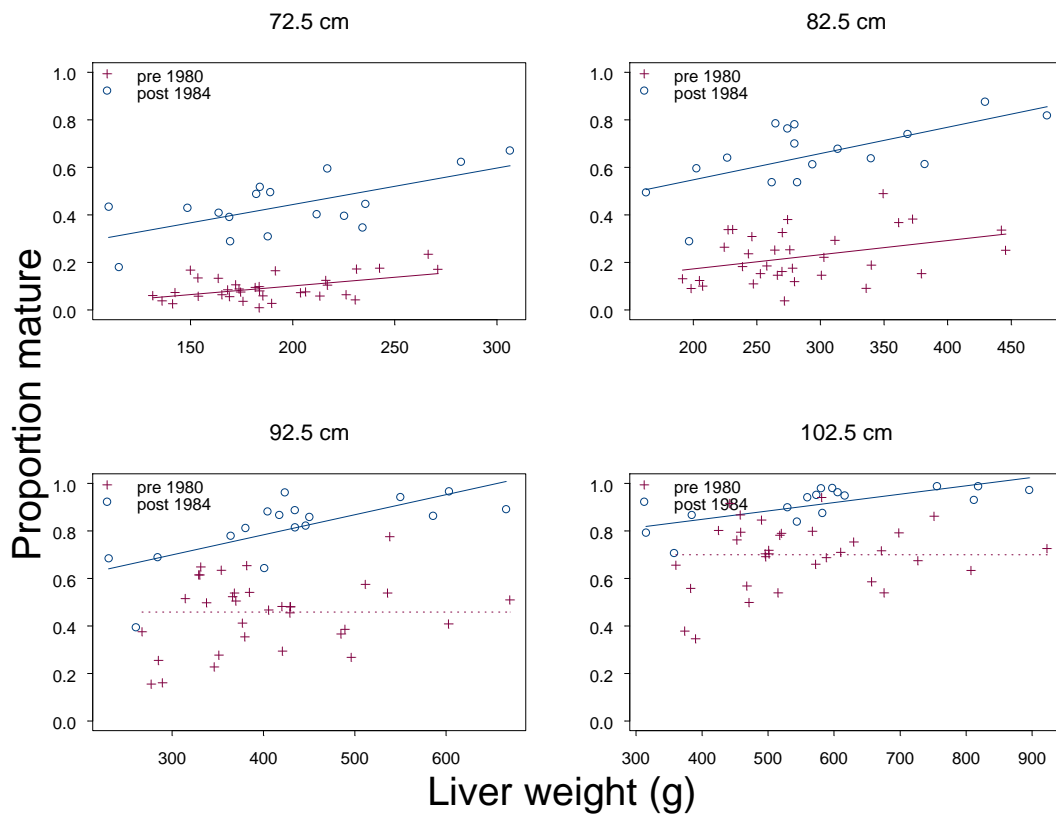 72.5 cm
82.5 cm
1.0
0.8
0.6
0.4
0.2
0.0
pre 1980
post 1984
150 200 250 300
1.0
0.8
0.6
0.4
0.2
0.0
pre 1980
post 1984
200 250 300 350 400 450
Proportion mature
92.5 cm
102.5 cm
1.0
0.8
0.6
0.4
0.2
0.0
pre 1980
post 1984
300 400 500 600
1.0
0.8
0.6
0.4
0.2
0.0
pre 1980
post 1984
300 400 500 600 700 800 900
Liver weight (g)